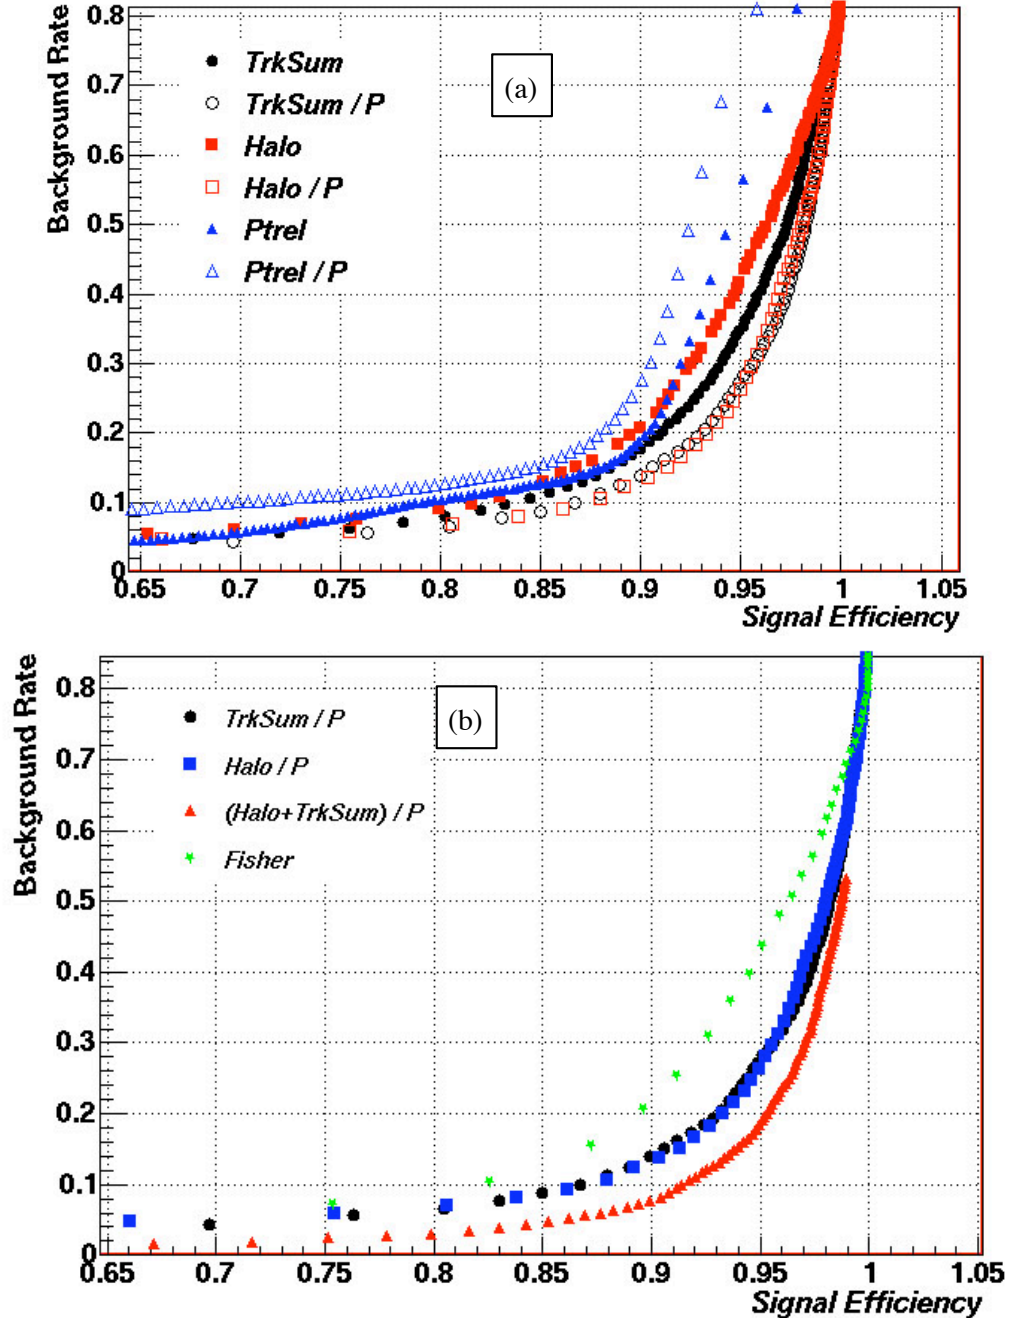 (a)
Background Rate
0.8
0.7
0.6
0.5
0.4
0.3
0.2
0.1
0
TrkSum
TrkSum / P
Halo
Halo / P
Ptrel
Ptrel / P
0.65 0.7 0.75 0.8 0.85 0.9 0.95 1 1.05
Signal Efficiency
(b)
Background Rate
0.8
0.7
0.6
0.5
0.4
0.3
0.2
0.1
0
TrkSum / P
Halo / P
(Halo+TrkSum) / P
Fisher
0.65 0.7 0.75 0.8 0.85 0.9 0.95 1 1.05
Signal Efficiency